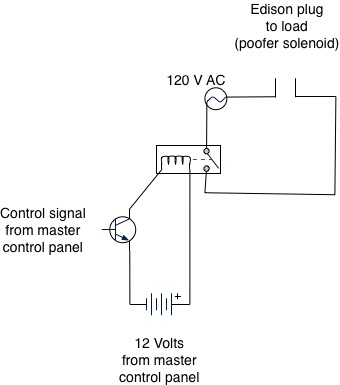 Edison plug
to load
(poofer solenoid)
120 V AC
Control signal
from master
control panel
+
12 Volts
from master
control panel